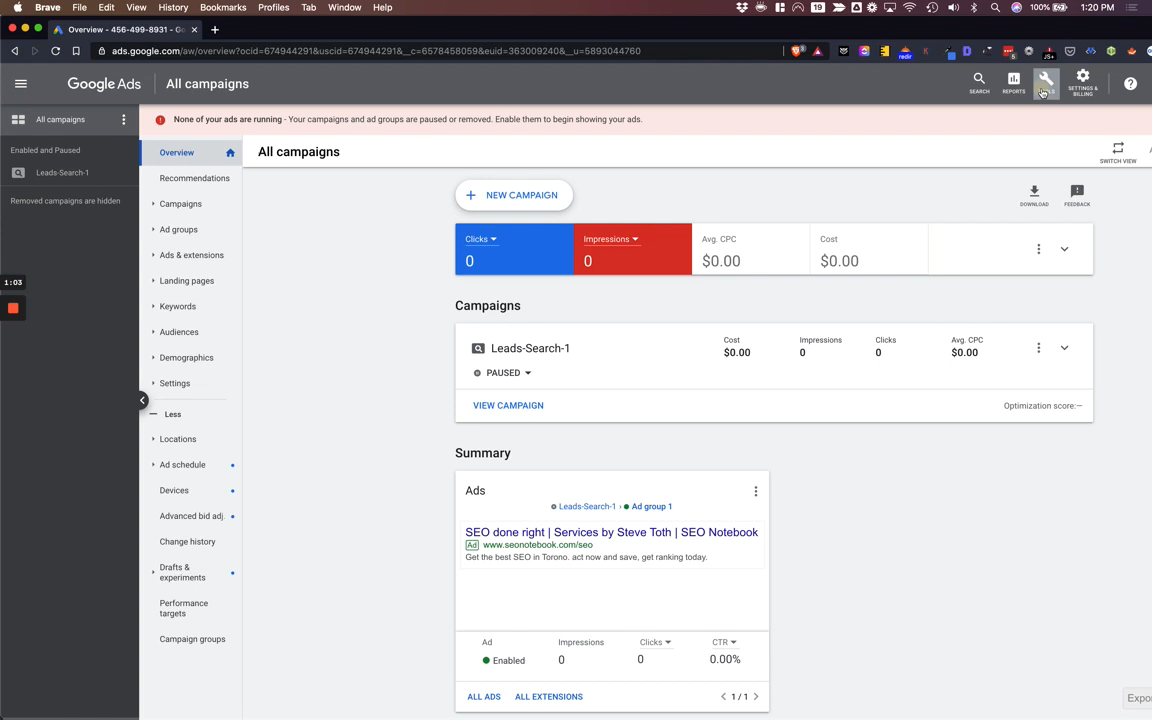 Brave File Edit View History Bookmarks Profiles Tab Window Help
19
100%
1:20 PM
Overview - 456-499-8931 - Go
ads.google.com/aw/overview?ocid=674944291&uscid=674944291&__c=6578458059&euid=363009240&__u=5893044760
redir
JS+
Google Ads
All campaigns
SEARCH
REPORTS
SETTINGS & BILLING
All campaigns
None of your ads are running - Your campaigns and ad groups are paused or removed. Enable them to begin showing your ads.
Enabled and Paused
Leads-Search-1
Removed campaigns are hidden
1:03
Overview
Recommendations
Campaigns
Ad groups
Ads & extensions
Landing pages
Keywords
Audiences
Demographics
Settings
Less
Locations
Ad schedule
Devices
Advanced bid adj.
Change history
Drafts &
experiments
Performance
targets
Campaign groups
All campaigns
SWITCH VIEW
NEW CAMPAIGN
DOWNLOAD
FEEDBACK
Clicks
0
Impressions
0
Avg. CPC
$0.00
Cost
$0.00
Campaigns
Leads-Search-1
PAUSED
Cost
$0.00
Impressions
0
Clicks
0
Avg. CPC
$0.00
VIEW CAMPAIGN
Optimization score:—
Summary
Ads
Leads-Search-1 › Ad group 1
SEO done right | Services by Steve Toth | SEO Notebook
Ad www.seonotebook.com/seo
Get the best SEO in Torono. act now and save, get ranking today.
Ad Impressions Clicks CTR
Enabled 0 0 0.00%
ALL ADS ALL EXTENSIONS 1 / 1
Expor